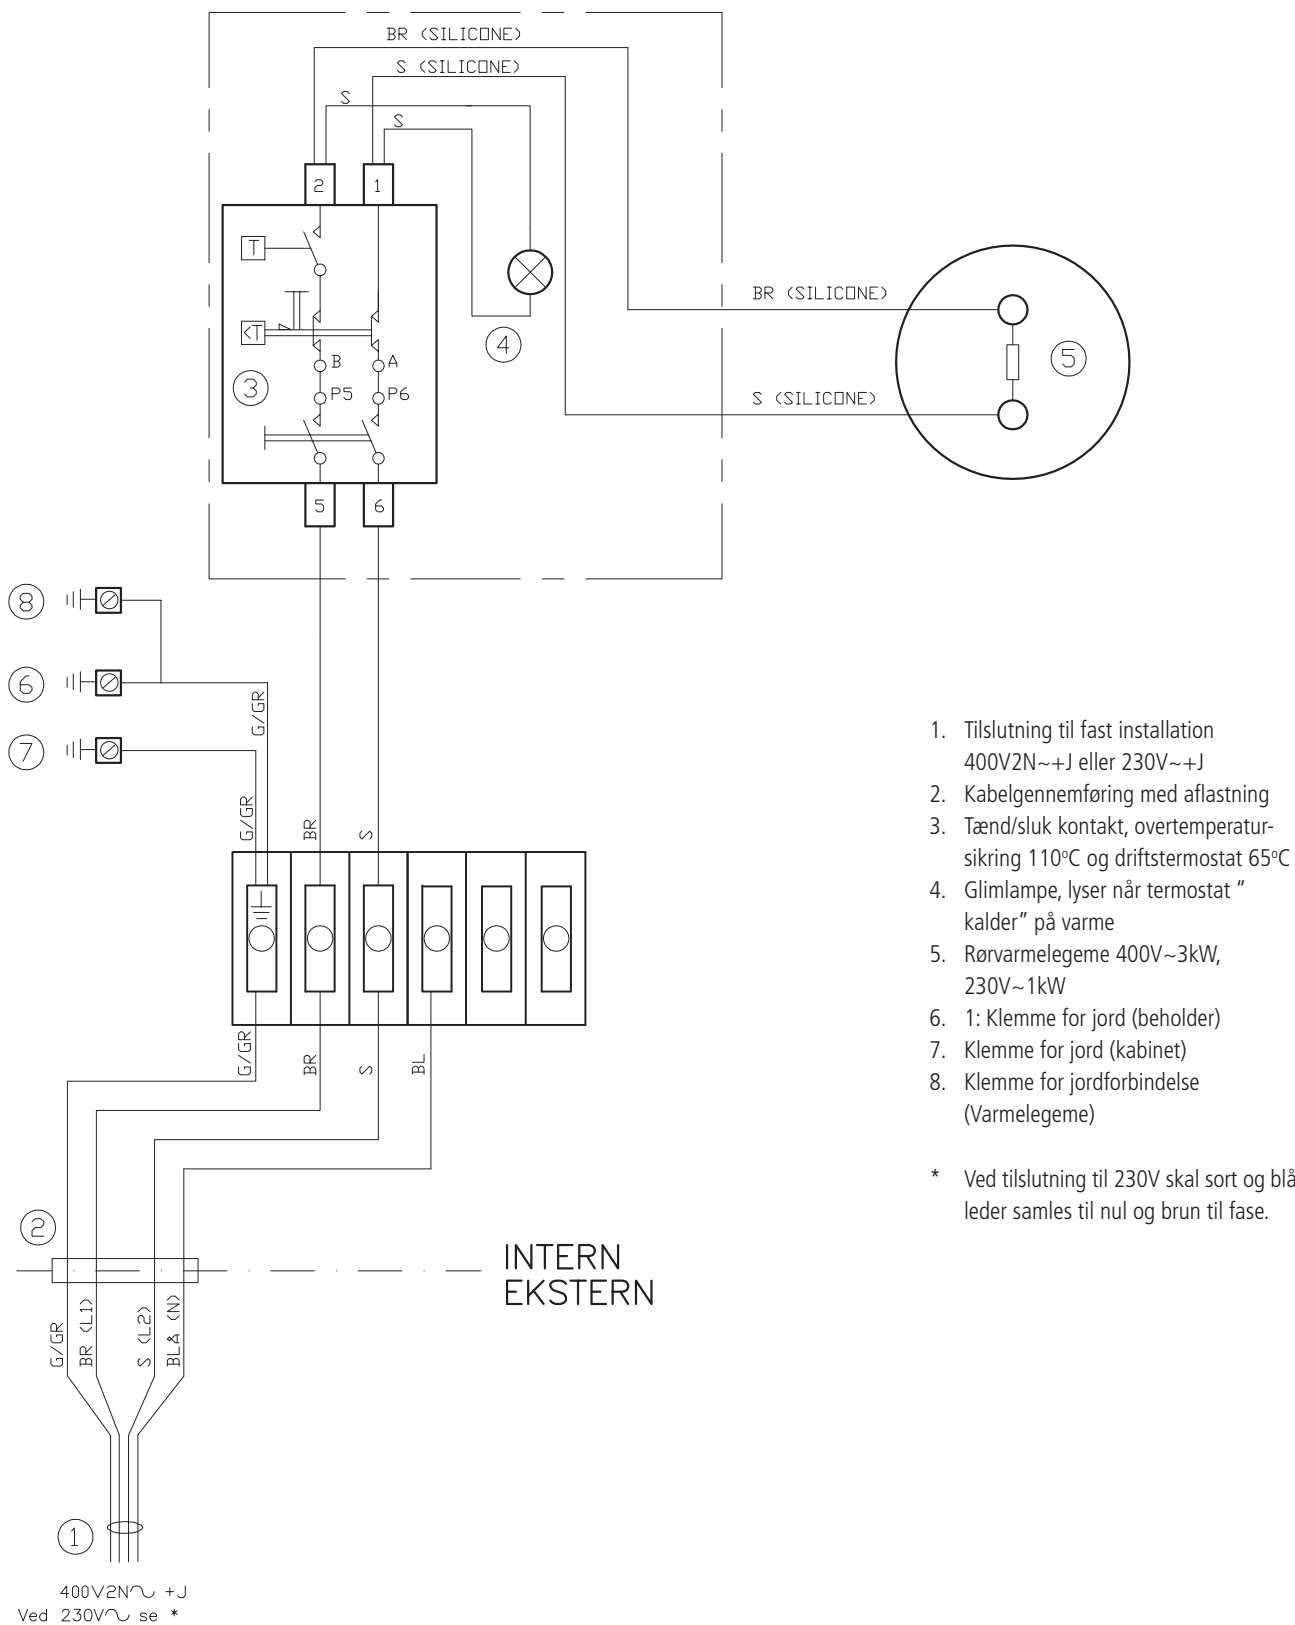 BR (SILICONE)
S (SILICONE)
S
S
2
1
T
<T
B
A
3
P5
P6
4
5
6
BR (SILICONE)
S (SILICONE)
5
8
6
7
G/GR
G/GR
BR
S
G/GR
BR
S
BL
2
INTERN
EKSTERN
G/GR
BR (L1)
S (L2)
BLÅ (N)
1
400V2N~ +J
Ved 230V~ se *
1. Tilslutning til fast installation
400V2N~+J eller 230V~+J
2. Kabelgennemføring med aflastning
3. Tænd/sluk kontakt, overtemperatur-
sikring 110°C og driftstermostat 65°C
4. Glimlampe, lyser når termostat “
kalder” på varme
5. Rørvarmelegeme 400V~3kW,
230V~1kW
6. 1: Klemme for jord (beholder)
7. Klemme for jord (kabinet)
8. Klemme for jordforbindelse
(Varmelegeme)
* Ved tilslutning til 230V skal sort og blå
leder samles til nul og brun til fase.